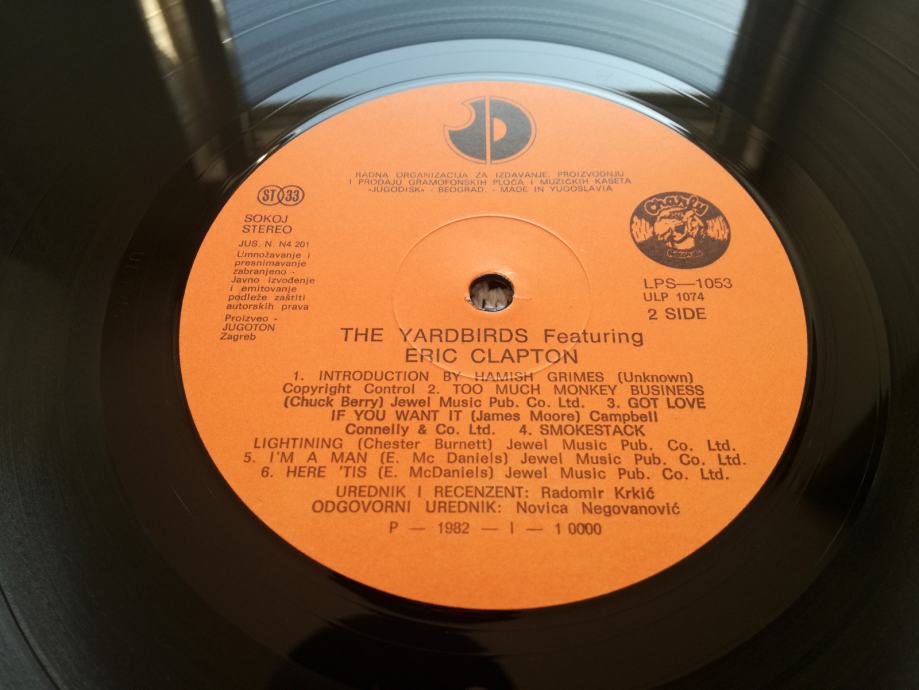 RADNA ORGANIZACIJA ZA IZDAVANJE, PROIZVODNJU
I PRODAJU GRAMOFONSKIH PLOČA I MUZIČKIH KASETA
»JUGODISK« - BEOGRAD. - MADE IN YUGOSLAVIA
ST 33
SOKOJ
STEREO
JUS. N. N4 201
Umnožavanje i
presnimavanje
zabranjeno -
Javno izvođenje
i emitovanje
podleže zaštiti
autorskih prava
Proizveo -
JUGOTON
Zagreb
Charly
LPS—1053
ULP 1074
2 SIDE
THE YARDBIRDS Featuring
ERIC CLAPTON
1. INTRODUCTION BY HAMISH GRIMES (Unknown)
Copyright Control 2. TOO MUCH MONKEY BUSINESS
(Chuck Berry) Jewel Music Pub. Co. Ltd. 3. GOT LOVE
IF YOU WANT IT (James Moore) Campbell
Connelly & Co. Ltd. 4. SMOKESTACK
LIGHTINING (Chester Burnett) Jewel Music Pub. Co. Ltd.
5. I'M A MAN (E. Mc Daniels) Jewel Music Pub. Co. Ltd.
6. HERE 'TIS (E. McDaniels) Jewel Music Pub. Co. Ltd.
UREDNIK I RECENZENT: Radomir Krkić
ODGOVORNI UREDNIK: Novica Negovanović
P — 1982 — I — 1 0000